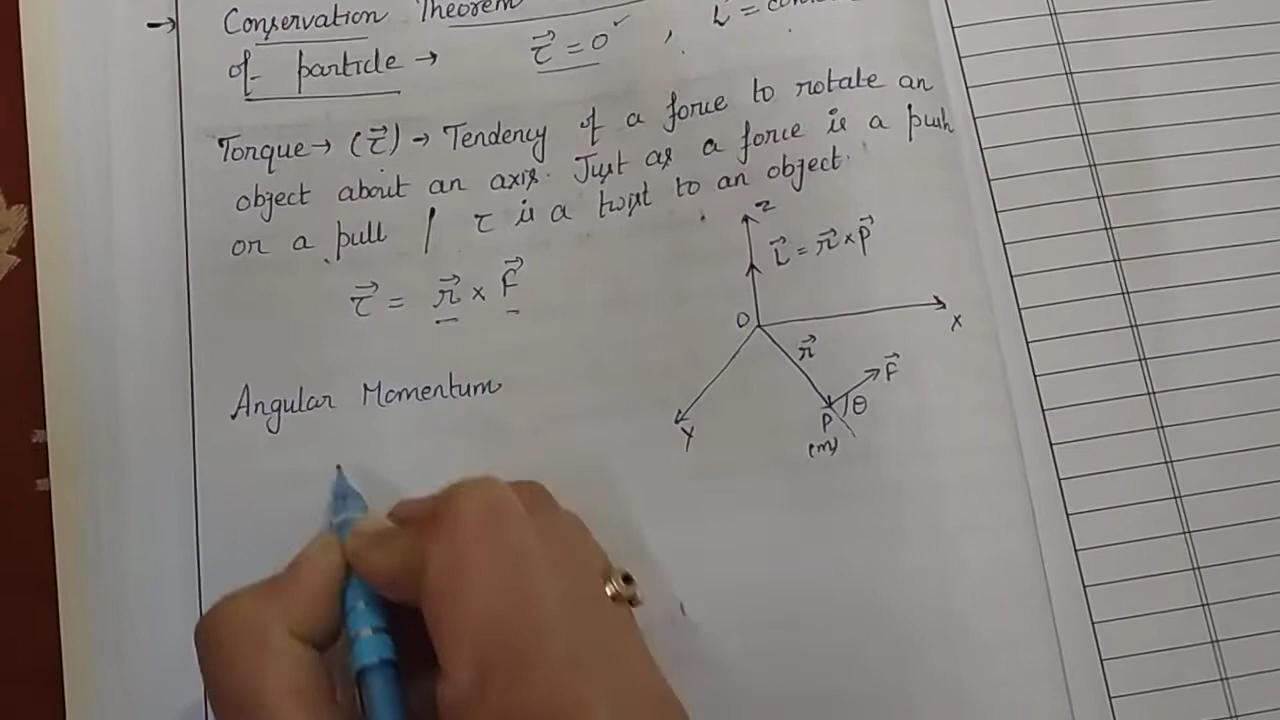 → Conservation Theorem
of particle → τ⃗ = 0 ✓ , L⃗ =
Torque → (τ⃗) → Tendency of a force to rotate an
object about an axis. Just as a force is a push
or a pull / τ is a twist to an object.
τ⃗ = r⃗ × F⃗
Z
L⃗ = r⃗ × p⃗
O
X
r⃗
F⃗
θ
P
(m)
Y
Angular Momentum